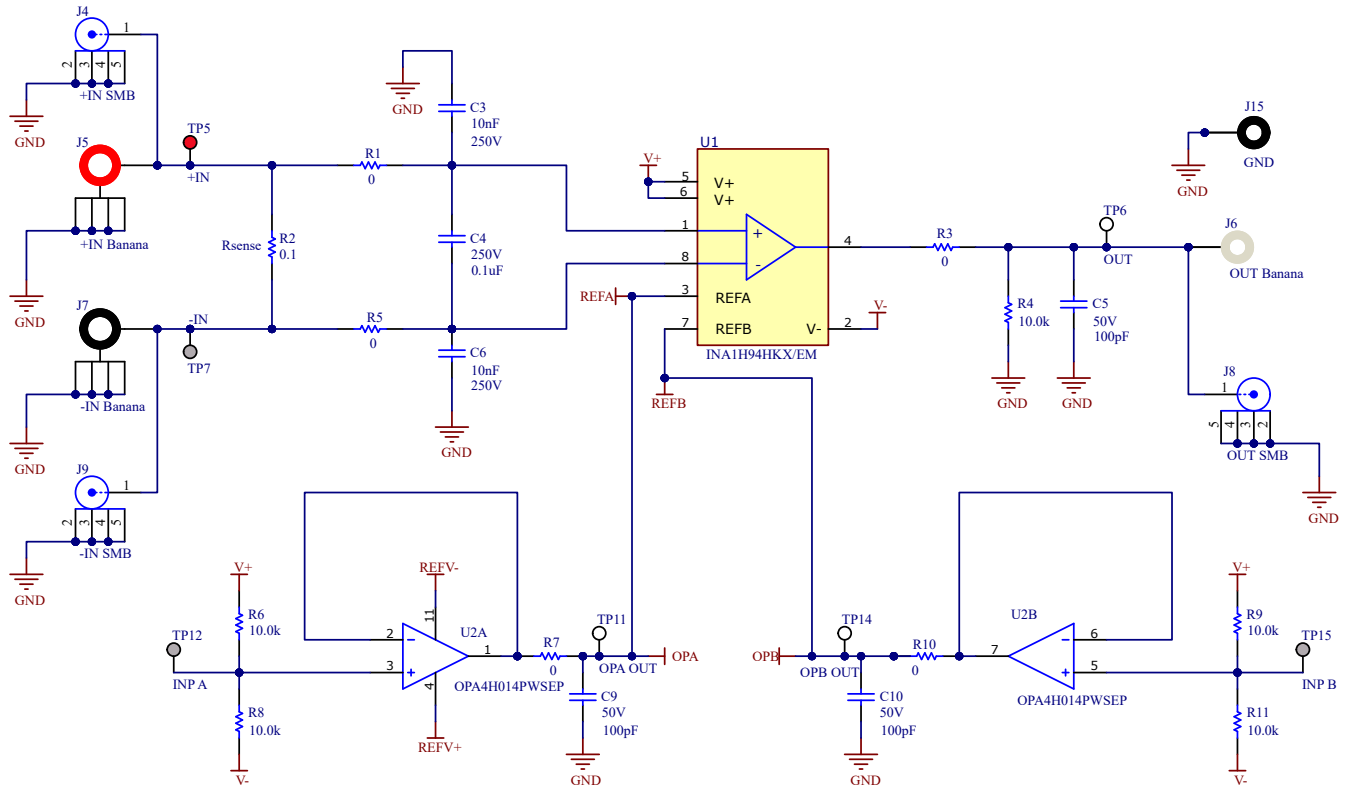 J4
1
2
3
4
5
+IN SMB
GND
J5
TP5
+IN
+IN Banana
GND
Rsense
R2
0.1
J7
-IN
TP7
-IN Banana
GND
J9
1
2
3
4
5
-IN SMB
GND
R1
0
R5
0
GND
C3
10nF
250V
C4
250V
0.1uF
C6
10nF
250V
GND
U1
V+
5
V+
6
V+
1
+
8
-
3
REFA
REFA
7
REFB
REFB
4
V-
2
V-
INA1H94HKX/EM
R3
0
R4
10.0k
GND
C5
50V
100pF
GND
TP6
OUT
J15
GND
GND
J6
OUT Banana
J8
1
5
4
3
2
OUT SMB
GND
V+
R6
10.0k
TP12
INP A
R8
10.0k
V-
REFV-
11
2
3
4
1
U2A
OPA4H014PWSEP
REFV+
R7
0
TP11
OPA OUT
OPA
C9
50V
100pF
GND
OPB
TP14
OPB OUT
R10
0
C10
50V
100pF
GND
7
U2B
6
5
OPA4H014PWSEP
V+
R9
10.0k
TP15
INP B
R11
10.0k
V-